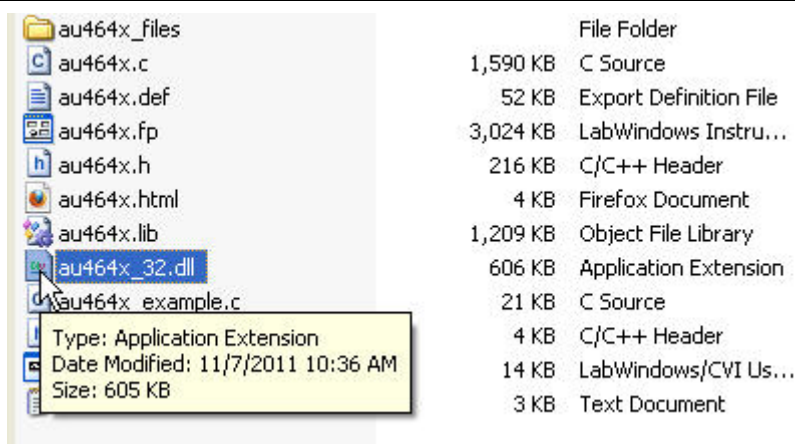 au464x_files File Folder
au464x.c 1,590 KB C Source
au464x.def 52 KB Export Definition File
au464x.fp 3,024 KB LabWindows Instru...
au464x.h 216 KB C/C++ Header
au464x.html 4 KB Firefox Document
au464x.lib 1,209 KB Object File Library
au464x_32.dll 606 KB Application Extension
au464x_example.c 21 KB C Source
Type: Application Extension 4 KB C/C++ Header
Date Modified: 11/7/2011 10:36 AM 14 KB LabWindows/CVI Us...
Size: 605 KB 3 KB Text Document